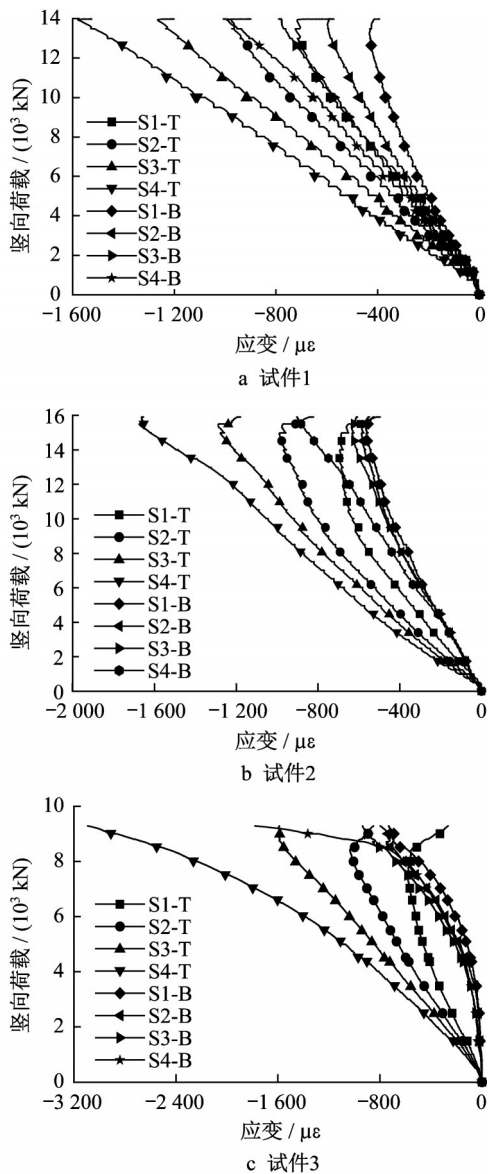 14
12
10
8
6
4
2
0
竖向荷载 / (10³ kN)
S1-T
S2-T
S3-T
S4-T
S1-B
S2-B
S3-B
S4-B
−1 600 −1 200 −800 −400 0
应变 / με
a 试件1
16
14
12
10
8
6
4
2
0
竖向荷载 / (10³ kN)
S1-T
S2-T
S3-T
S4-T
S1-B
S2-B
S3-B
S4-B
−2 000 −1 600 −1 200 −800 −400 0
应变 / με
b 试件2
10
8
6
4
2
0
竖向荷载 / (10³ kN)
S1-T
S2-T
S3-T
S4-T
S1-B
S2-B
S3-B
S4-B
−3 200 −2 400 −1 600 −800 0
应变 / με
c 试件3